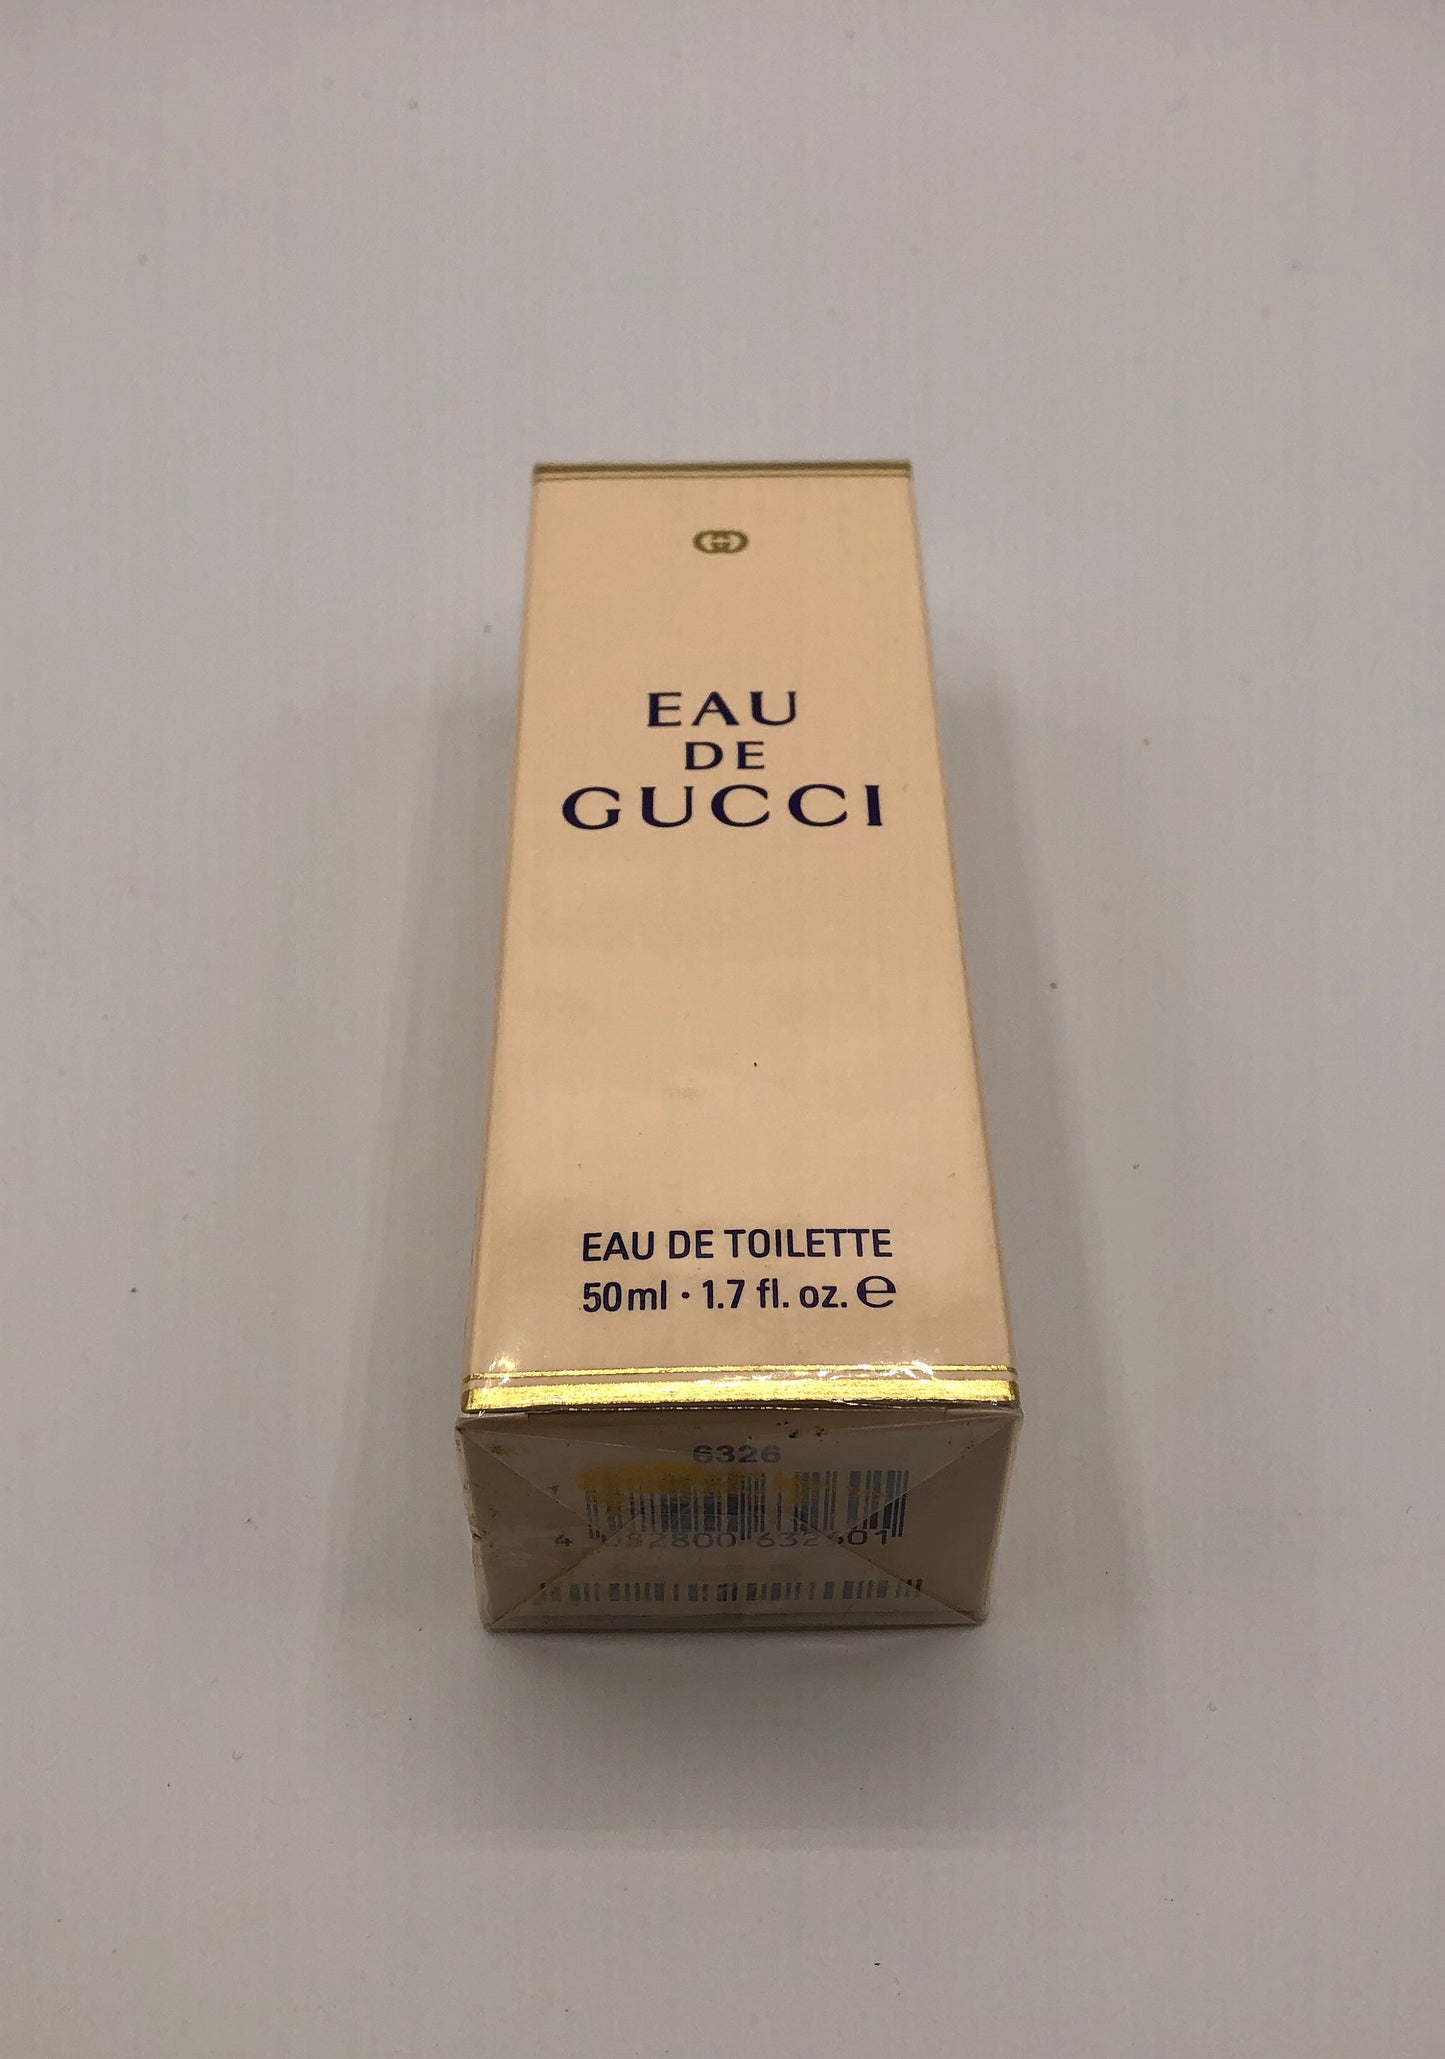 EAU
DE
GUCCI
EAU DE TOILETTE
50ml · 1.7 fl. oz. ℮
6326